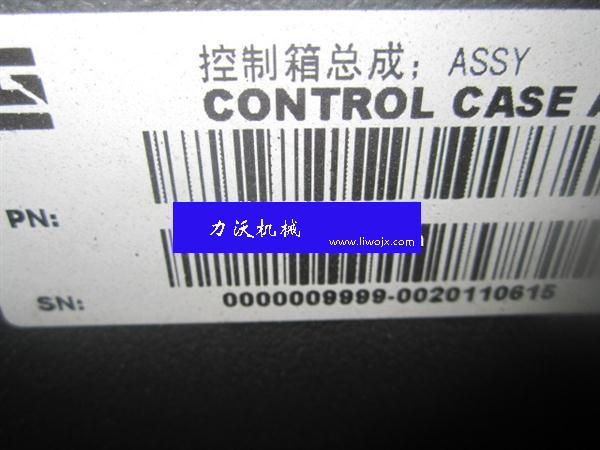 控制箱总成; ASSY
CONTROL CASE
PN:
力沃机械
www.liwojx.com
SN: 0000009999-0020110615